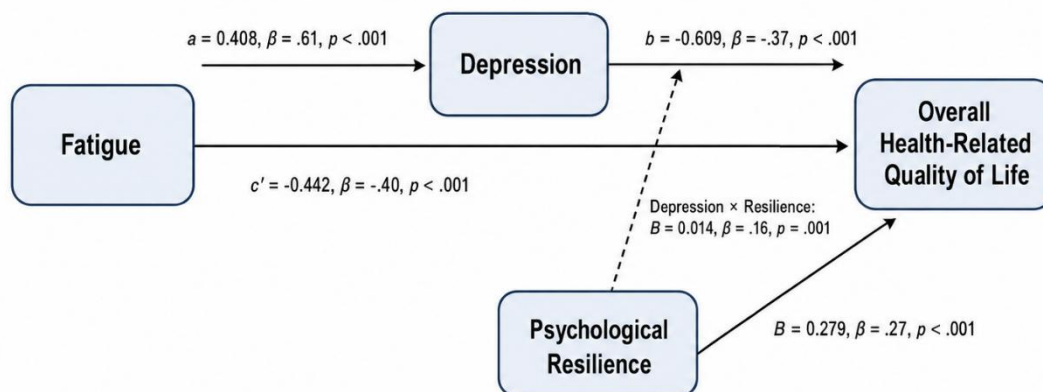 a = 0.408, β = .61, p < .001
b = -0.609, β = -.37, p < .001
Depression
Fatigue
Overall
Health-Related
Quality of Life
c′ = -0.442, β = -.40, p < .001
Depression × Resilience:
B = 0.014, β = .16, p = .001
Psychological
Resilience
B = 0.279, β = .27, p < .001